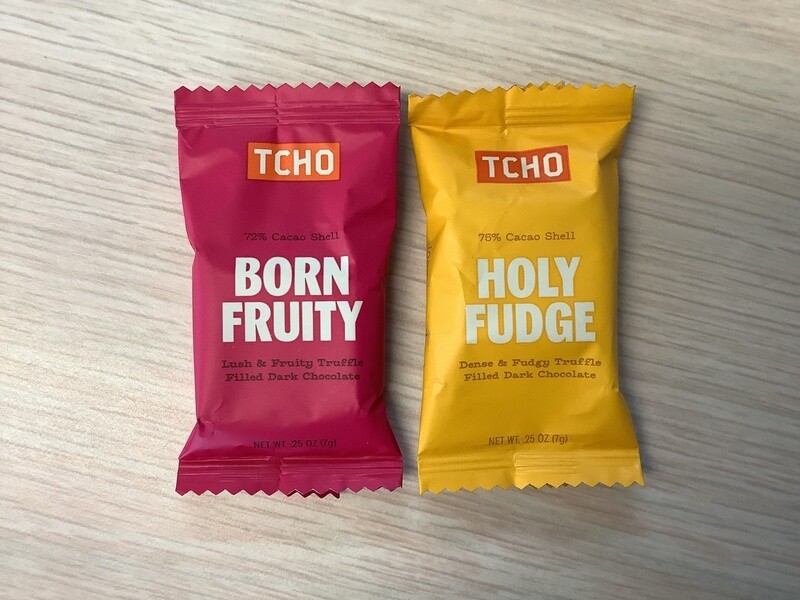 TCHO
72% Cacao Shell
BORN
FRUITY
Lush & Fruity Truffle
Filled Dark Chocolate
NET WT. .25 OZ (7g)
TCHO
75% Cacao Shell
HOLY
FUDGE
Dense & Fudgy Truffle
Filled Dark Chocolate
NET WT. .25 OZ (7g)